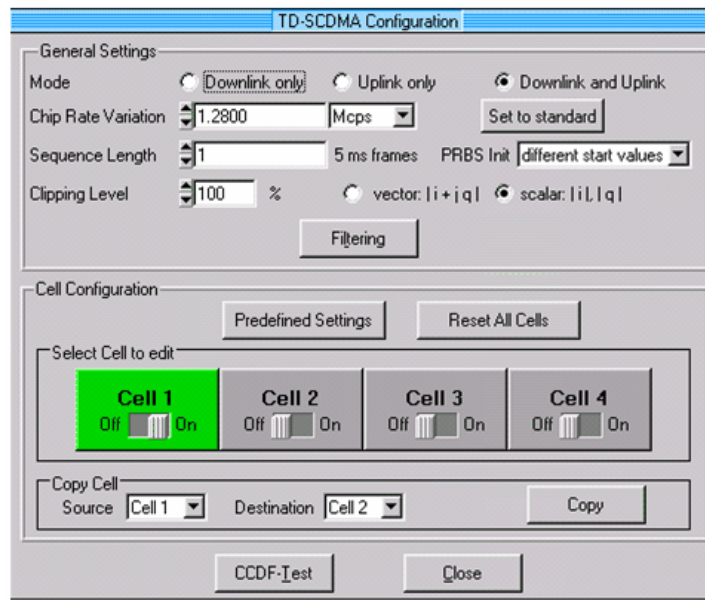 TD-SCDMA Configuration
General Settings
Mode Downlink only Uplink only Downlink and Uplink
Chip Rate Variation 1.2800 Mcps Set to standard
Sequence Length 1 5 ms frames PRBS Init different start values
Clipping Level 100 % vector: | i + j q | scalar: | i |, | q |
Filtering
Cell Configuration
Predefined Settings Reset All Cells
Select Cell to edit
Cell 1 Cell 2 Cell 3 Cell 4
Off On Off On Off On Off On
Copy Cell
Source Cell 1 Destination Cell 2 Copy
CCDF-Test Close